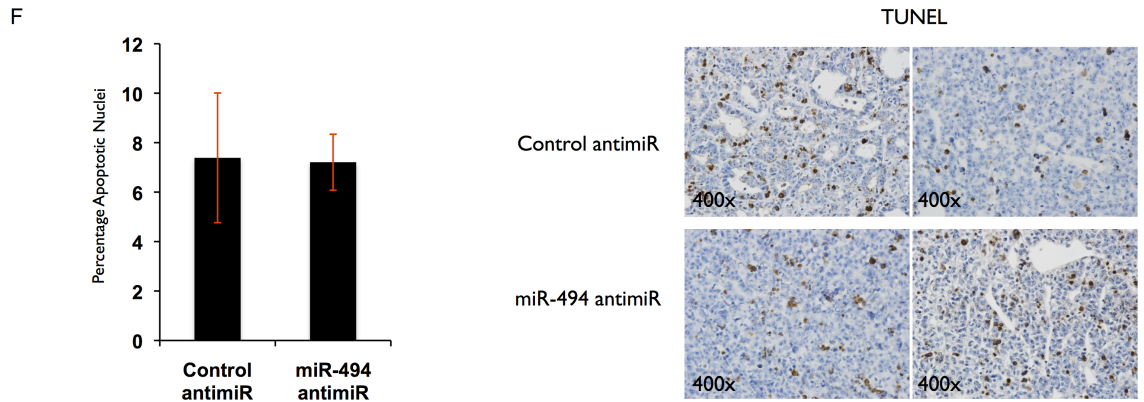 F
Percentage Apoptotic Nuclei
12
10
8
6
4
2
0
Control
antimiR
miR-494
antimiR
TUNEL
Control antimiR
400x
400x
miR-494 antimiR
400x
400x